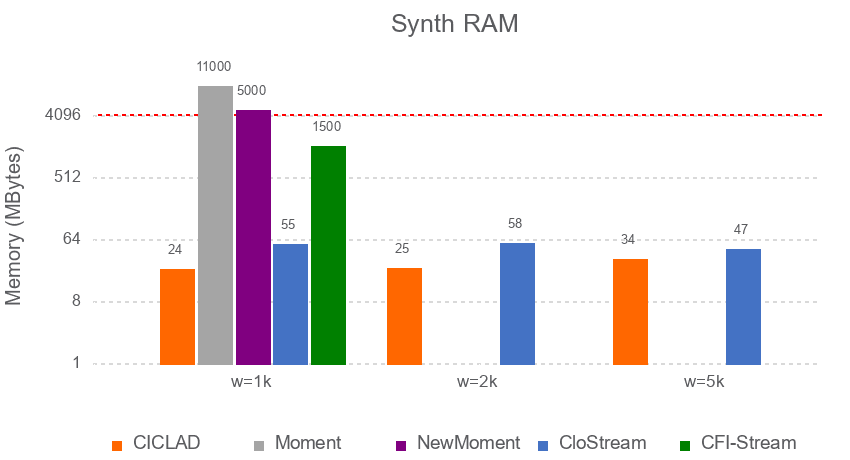 Synth RAM
11000
5000
4096
1500
512
Memory (MBytes)
64
24
55
25
58
34
47
8
1
w=1k
w=2k
w=5k
CICLAD
Moment
NewMoment
CloStream
CFI-Stream